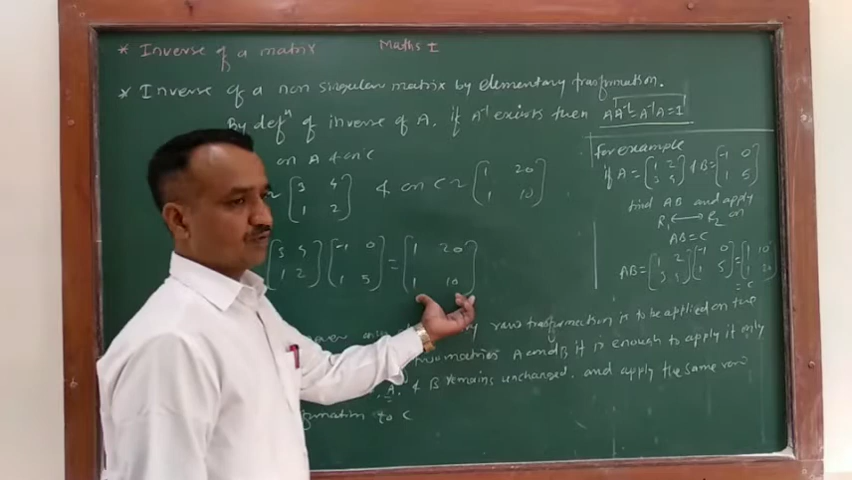 * Inverse of a matrix Maths I
* Inverse of a non singular matrix by elementary trasfrmation.
By defⁿ of inverse of A, if A⁻¹ exists then AA⁻¹=A⁻¹A=I
on A & on C
~ [3 4; 1 2] & on C ~ [1 20; 1 10]
[3 4; 1 2] [-1 0; 1 5] = [1 20; 1 10]
for example
if A = [1 2; 3 4] & B = [-1 0; 1 5]
find AB and apply
R₁ ↔ R₂ on
AB = C
AB = [1 2; 3 4] [-1 0; 1 5] = [1 10; 1 20]
= C
row transformation is to be applied on the
matrices A and B it is enough to apply it only
A. & B remains unchanged. and apply the same row
to C